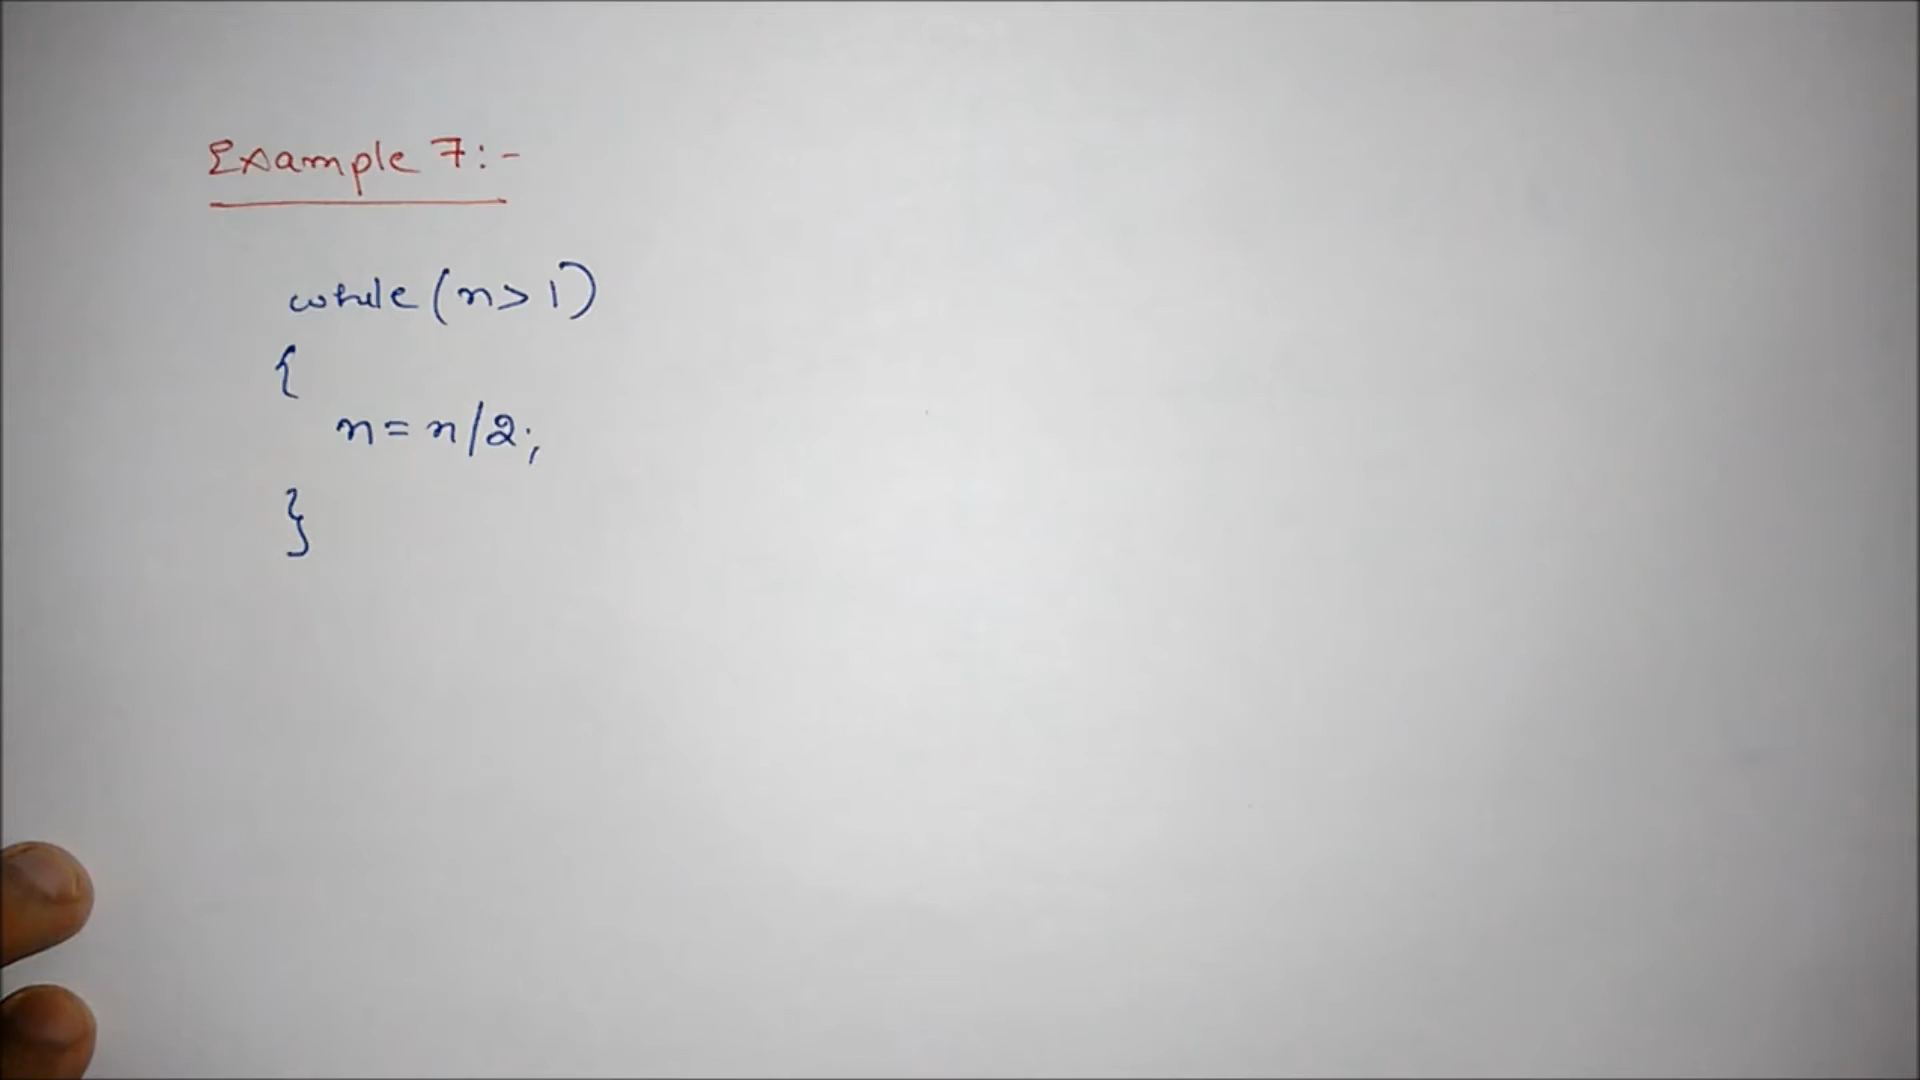 Example 7:-
while (n>1)
{
n=n/2;
}